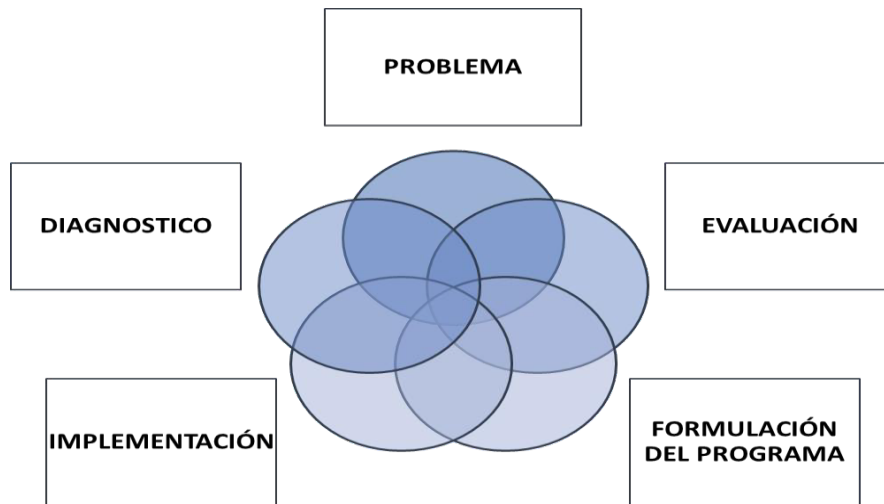 PROBLEMA
DIAGNOSTICO
EVALUACIÓN
IMPLEMENTACIÓN
FORMULACIÓN
DEL PROGRAMA